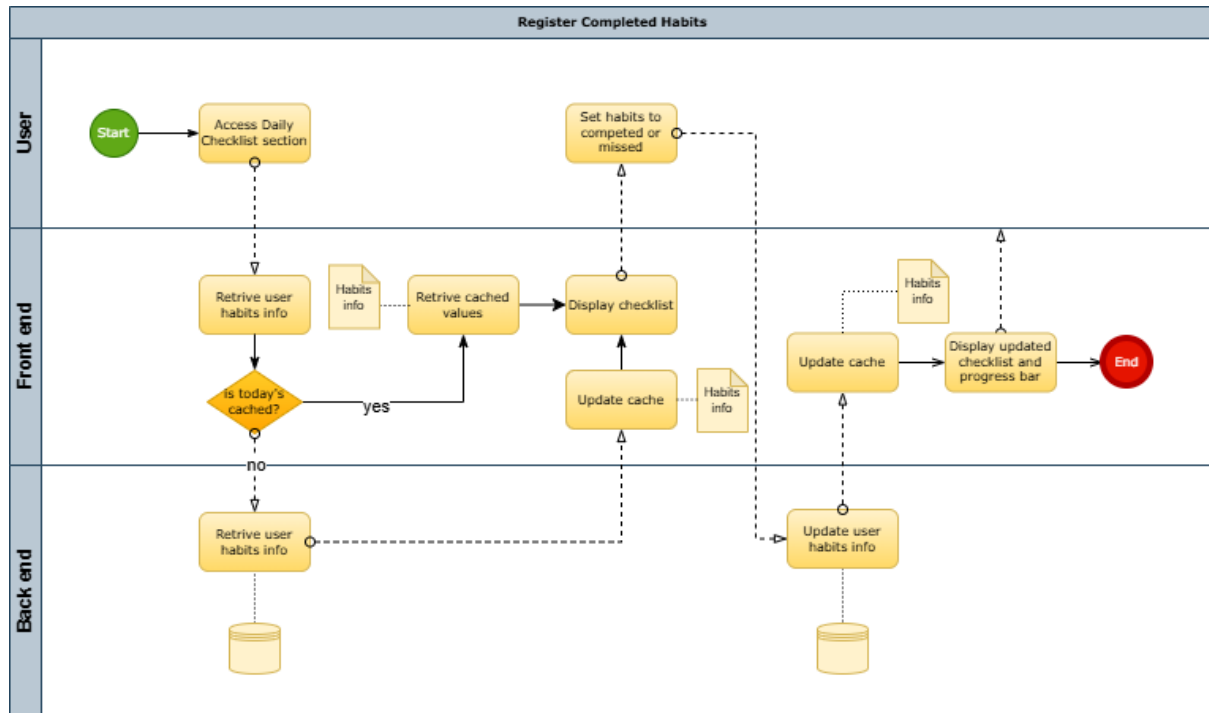 Register Completed Habits
User
Start
Access Daily
Checklist section
Set habits to
competed or
missed
Front end
Retrive user
habits info
Habits
info
Retrive cached
values
Display checklist
Habits
info
Update cache
Display updated
checklist and
progress bar
End
is today's
cached?
yes
Update cache
Habits
info
no
Back end
Retrive user
habits info
Update user
habits info